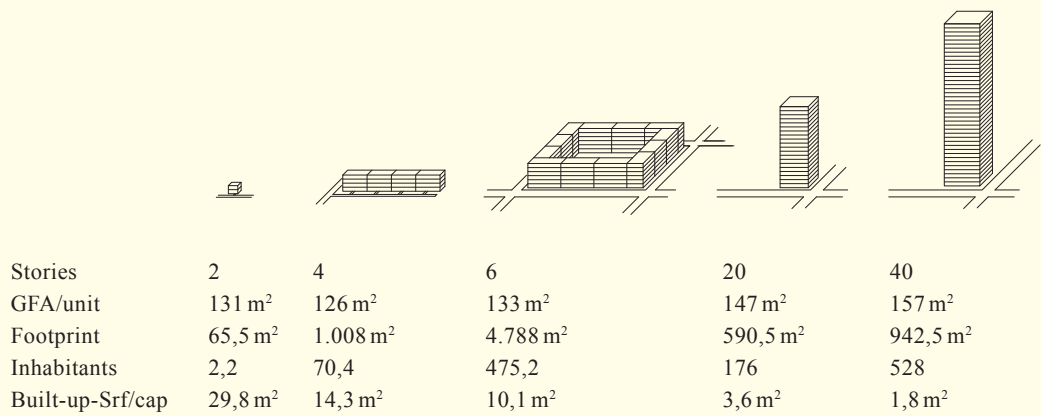 Stories 2 4 6 20 40
GFA/unit 131 m² 126 m² 133 m² 147 m² 157 m²
Footprint 65,5 m² 1.008 m² 4.788 m² 590,5 m² 942,5 m²
Inhabitants 2,2 70,4 475,2 176 528
Built-up-Srf/cap 29,8 m² 14,3 m² 10,1 m² 3,6 m² 1,8 m²